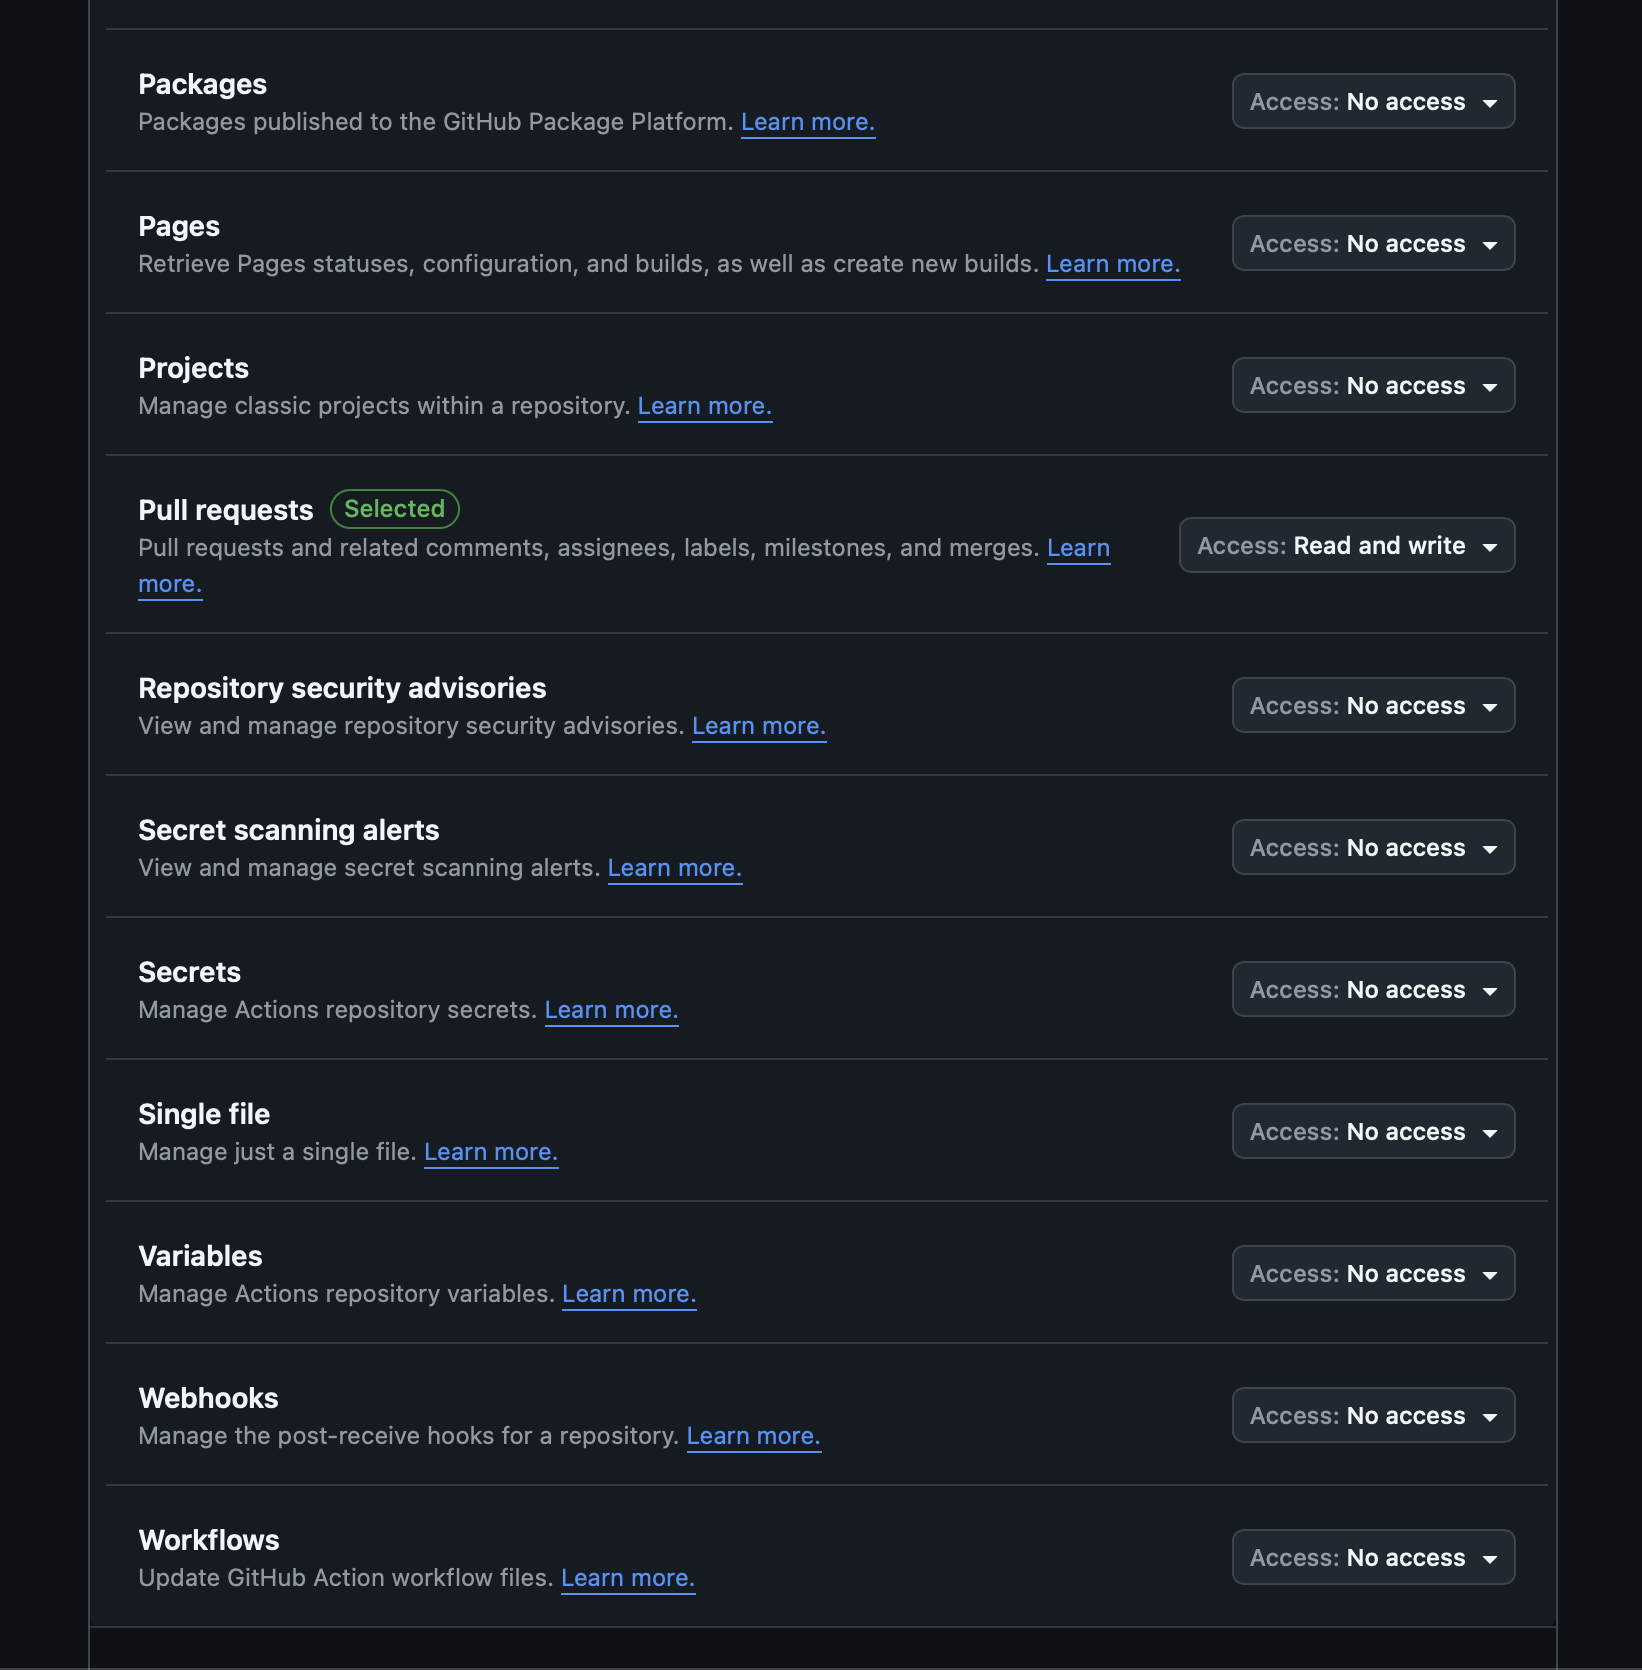 Packages
Packages published to the GitHub Package Platform. Learn more.
Access: No access
Pages
Retrieve Pages statuses, configuration, and builds, as well as create new builds. Learn more.
Access: No access
Projects
Manage classic projects within a repository. Learn more.
Access: No access
Pull requests Selected
Pull requests and related comments, assignees, labels, milestones, and merges. Learn
more.
Access: Read and write
Repository security advisories
View and manage repository security advisories. Learn more.
Access: No access
Secret scanning alerts
View and manage secret scanning alerts. Learn more.
Access: No access
Secrets
Manage Actions repository secrets. Learn more.
Access: No access
Single file
Manage just a single file. Learn more.
Access: No access
Variables
Manage Actions repository variables. Learn more.
Access: No access
Webhooks
Manage the post-receive hooks for a repository. Learn more.
Access: No access
Workflows
Update GitHub Action workflow files. Learn more.
Access: No access